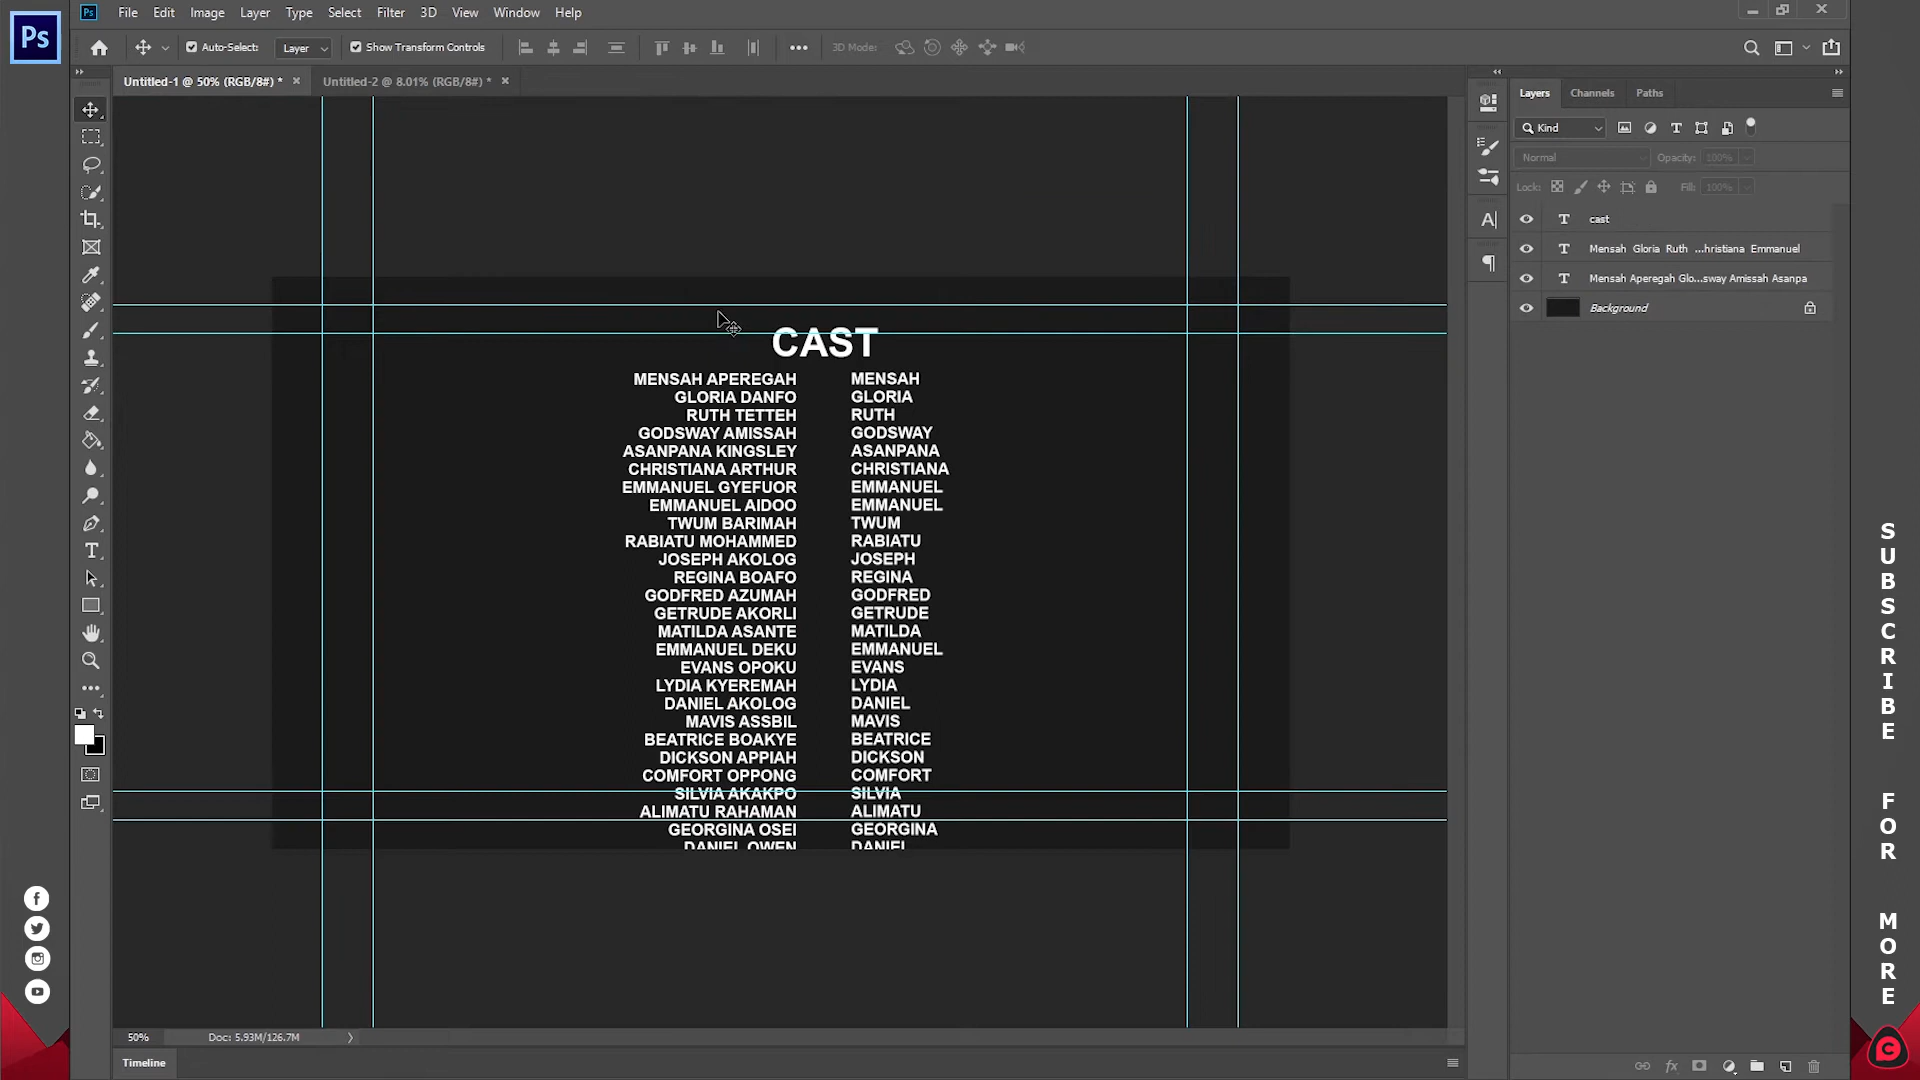 Ps
Ps File Edit Image Layer Type Select Filter 3D View Window Help
Auto-Select: Layer Show Transform Controls 3D Mode:
Untitled-1 @ 50% (RGB/8#) * Untitled-2 @ 8.01% (RGB/8#) *
CAST
MENSAH APEREGAH MENSAH
GLORIA DANFO GLORIA
RUTH TETTEH RUTH
GODSWAY AMISSAH GODSWAY
ASANPANA KINGSLEY ASANPANA
CHRISTIANA ARTHUR CHRISTIANA
EMMANUEL GYEFUOR EMMANUEL
EMMANUEL AIDOO EMMANUEL
TWUM BARIMAH TWUM
RABIATU MOHAMMED RABIATU
JOSEPH AKOLOG JOSEPH
REGINA BOAFO REGINA
GODFRED AZUMAH GODFRED
GETRUDE AKORLI GETRUDE
MATILDA ASANTE MATILDA
EMMANUEL DEKU EMMANUEL
EVANS OPOKU EVANS
LYDIA KYEREMAH LYDIA
DANIEL AKOLOG DANIEL
MAVIS ASSBIL MAVIS
BEATRICE BOAKYE BEATRICE
DICKSON APPIAH DICKSON
COMFORT OPPONG COMFORT
SILVIA AKAKPO SILVIA
ALIMATU RAHAMAN ALIMATU
GEORGINA OSEI GEORGINA
DANIEL OWEN DANIEL
50% Doc: 5.93M/126.7M
Timeline
Layers Channels Paths
Kind
Normal Opacity: 100%
Lock: Fill: 100%
cast
Mensah Gloria Ruth ...hristiana Emmanuel
Mensah Aperegah Glo...sway Amissah Asanpa
Background
SUBSCRIBE
FOR
MORE